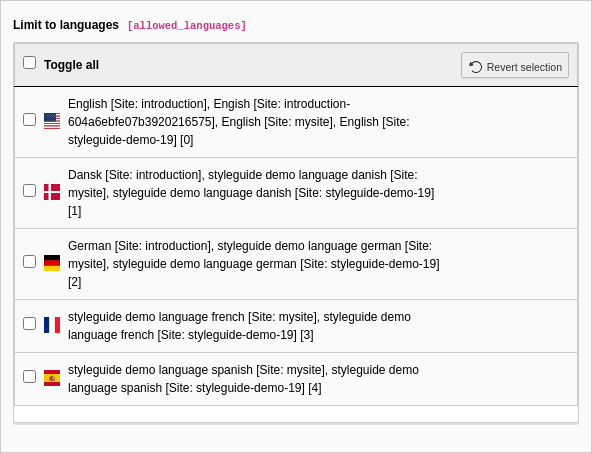 Limit to languages [allowed_languages]
Toggle all
Revert selection
English [Site: introduction], Engish [Site: introduction-
604a6ebfe07b3920216575], English [Site: mysite], English [Site:
styleguide-demo-19] [0]
Dansk [Site: introduction], styleguide demo language danish [Site:
mysite], styleguide demo language danish [Site: styleguide-demo-19]
[1]
German [Site: introduction], styleguide demo language german [Site:
mysite], styleguide demo language german [Site: styleguide-demo-19]
[2]
styleguide demo language french [Site: mysite], styleguide demo
language french [Site: styleguide-demo-19] [3]
styleguide demo language spanish [Site: mysite], styleguide demo
language spanish [Site: styleguide-demo-19] [4]